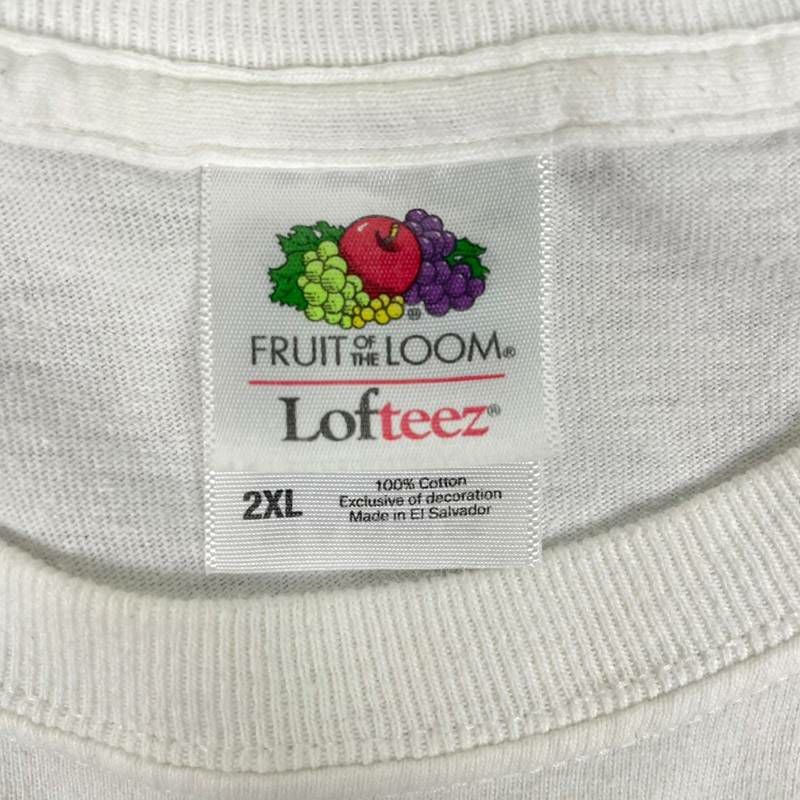 FRUIT OF THE LOOM®
Lofteez®
2XL
100% Cotton
Exclusive of decoration
Made in El Salvador